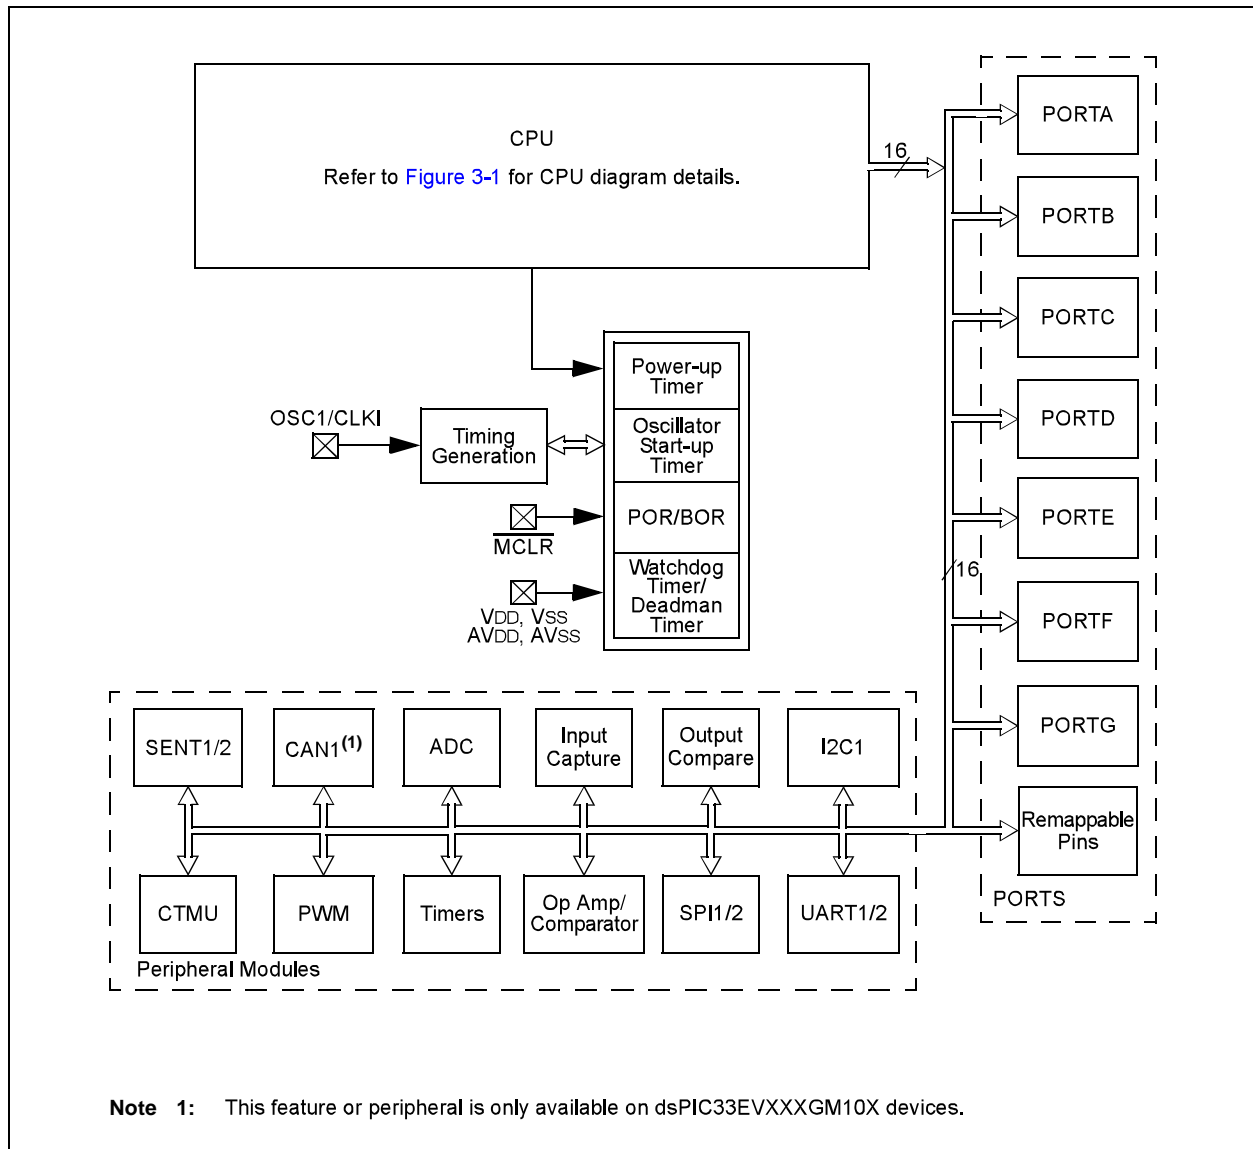 CPU
Refer to Figure 3-1 for CPU diagram details.
16
PORTA
PORTB
PORTC
PORTD
PORTE
16
PORTF
PORTG
Remappable
Pins
PORTS
Power-up
Timer
OSC1/CLKI
Timing
Generation
Oscillator
Start-up
Timer
POR/BOR
MCLR
Watchdog
Timer/
Deadman
Timer
VDD, VSS
AVDD, AVSS
SENT1/2
CAN1(1)
ADC
Input
Capture
Output
Compare
I2C1
CTMU
PWM
Timers
Op Amp/
Comparator
SPI1/2
UART1/2
Peripheral Modules
Note 1: This feature or peripheral is only available on dsPIC33EVXXXGM10X devices.